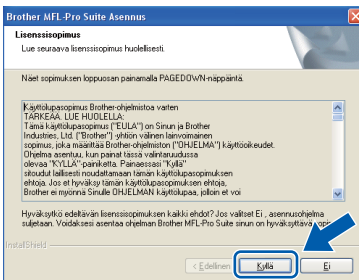 Brother MFL-Pro Suite Asennus
Lisenssisopimus
Lue seuraava lisenssisopimus huolellisesti.
Näet sopimuksen loppuosan painamalla PAGEDOWN-näppäintä.
Käyttölupasopimus Brother-ohjelmistoa varten
TÄRKEÄÄ. LUE HUOLELLA:
Tämä käyttölupasopimus ("EULA") on Sinun ja Brother
Industries, Ltd. ("Brother") -yhtiön välinen lainvoimainen
sopimus, joka määrittää Brother-ohjelmiston ("OHJELMA") käyttöoikeudet.
Ohjelma asentuu, kun painat tässä valintaruudussa
olevaa "KYLLÄ"-painiketta. Painaessasi "Kyllä"
sitoudut laillisesti noudattamaan tämän käyttölupasopimuksen
ehtoja. Jos et hyväksy tämän käyttölupasopimuksen ehtoja,
Brother ei myönnä Sinulle OHJELMAN käyttölupaa, jolloin et voi
Hyväksytkö edeltävän lisenssisopimuksen kaikki ehdot? Jos valitset Ei , asennusohjelma
suljetaan. Voidaksesi asentaa ohjelman Brother MFL-Pro Suite sinun on hyväksyttävä
InstallShield
< Edellinen
Kyllä
Ei